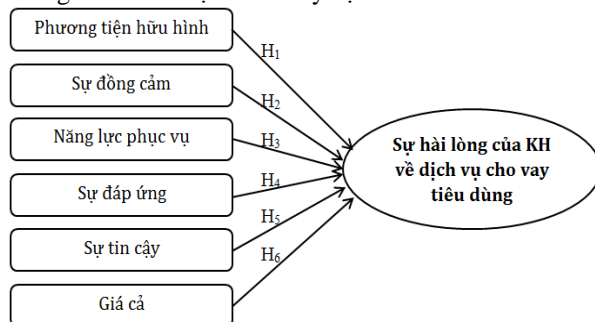 Phương tiện hữu hình
H1
Sự đồng cảm
H2
Năng lực phục vụ
H3
Sự đáp ứng
H4
Sự tin cậy
H5
Giá cả
H6
Sự hài lòng của KH
về dịch vụ cho vay
tiêu dùng